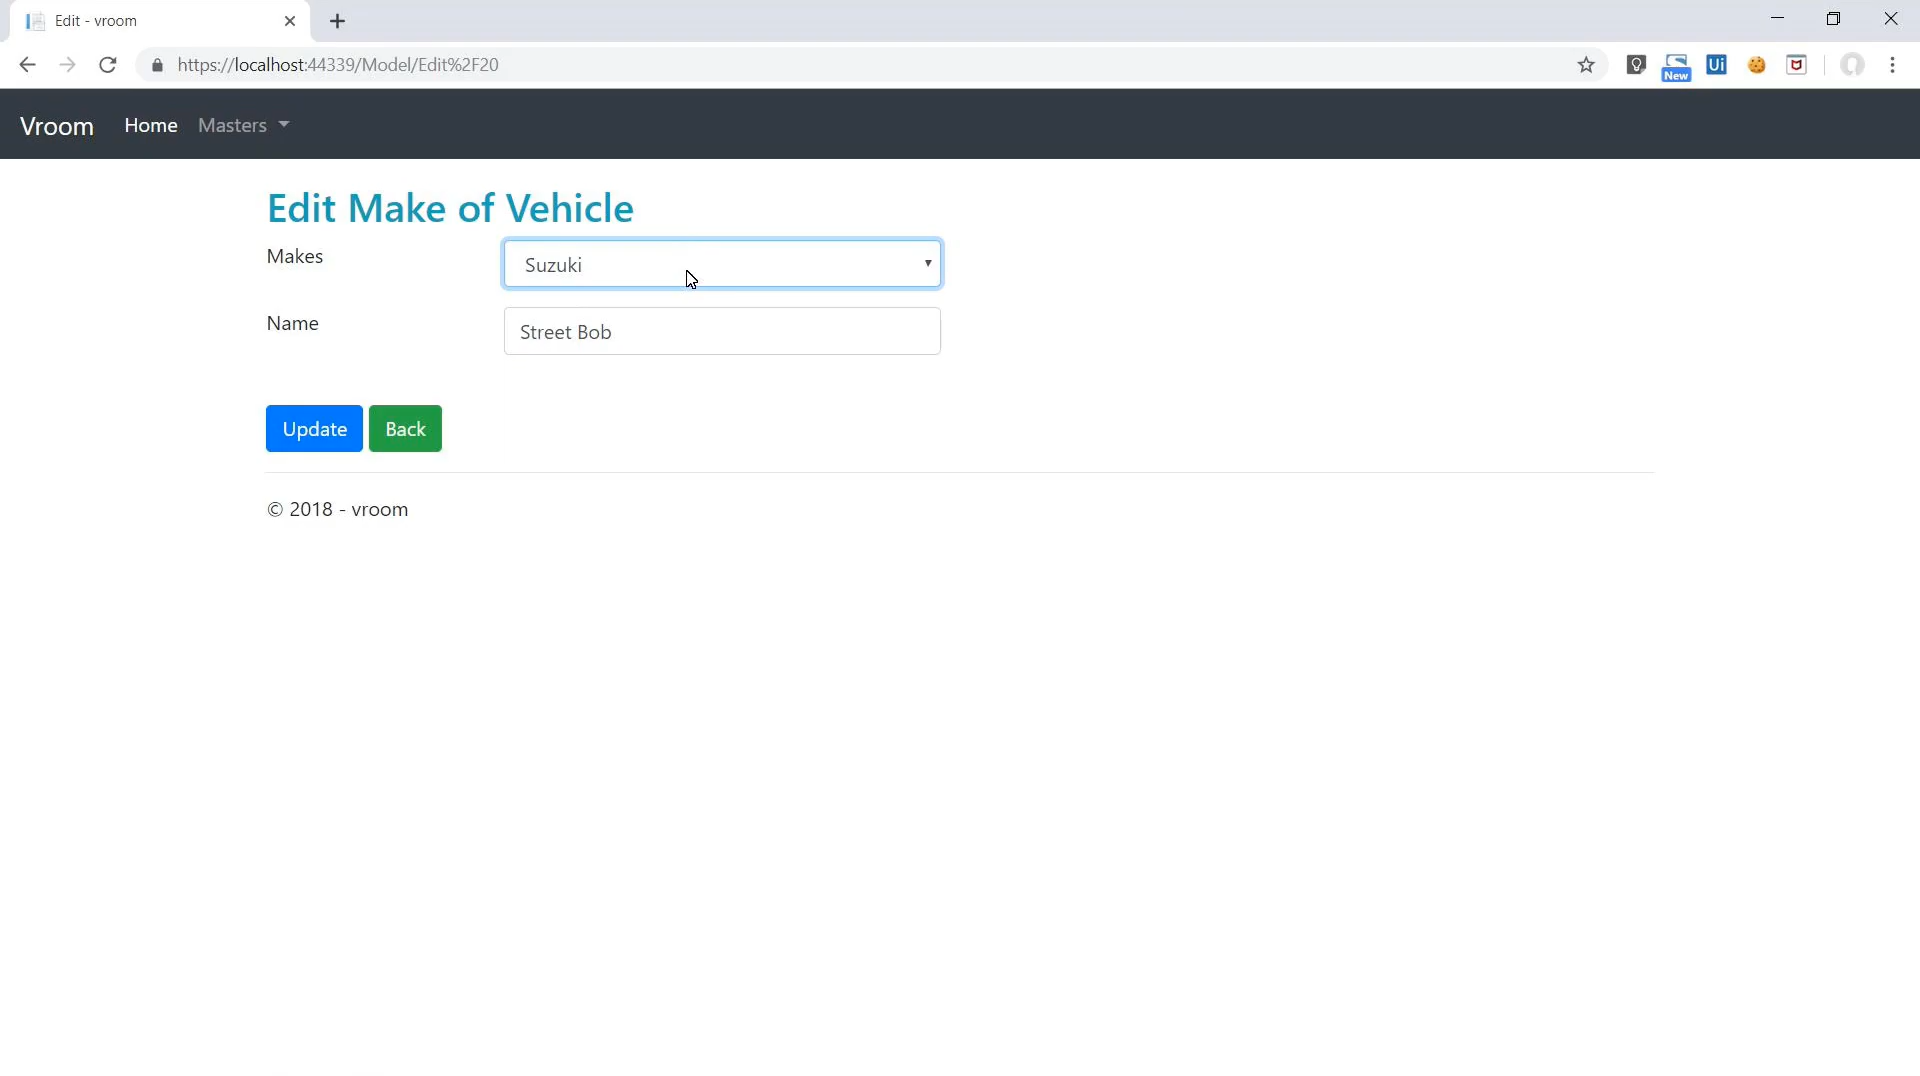 Edit - vroom
https://localhost:44339/Model/Edit%2F20
Ui
New
Vroom Home Masters
Edit Make of Vehicle
Makes Suzuki
Name Street Bob
Update Back
© 2018 - vroom